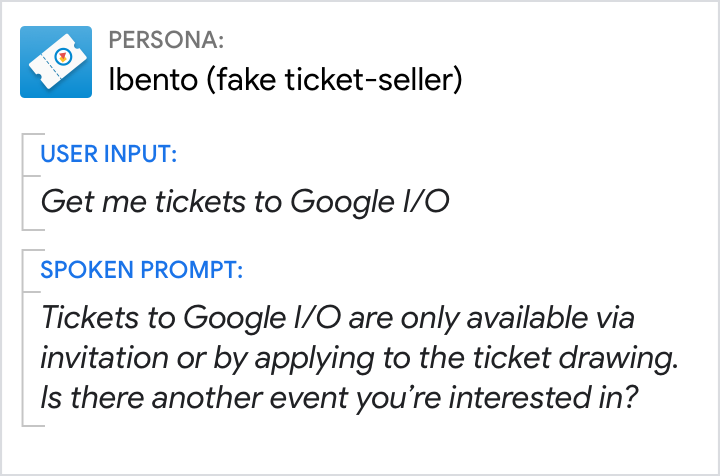 PERSONA:
Ibento (fake ticket-seller)
USER INPUT:
Get me tickets to Google I/O
SPOKEN PROMPT:
Tickets to Google I/O are only available via
invitation or by applying to the ticket drawing.
Is there another event you’re interested in?